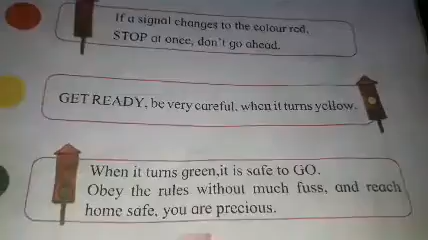 If a signal changes to the colour red,
STOP at once, don't go ahead.
GET READY, be very careful, when it turns yellow.
When it turns green,it is safe to GO.
Obey the rules without much fuss, and reach
home safe, you are precious.